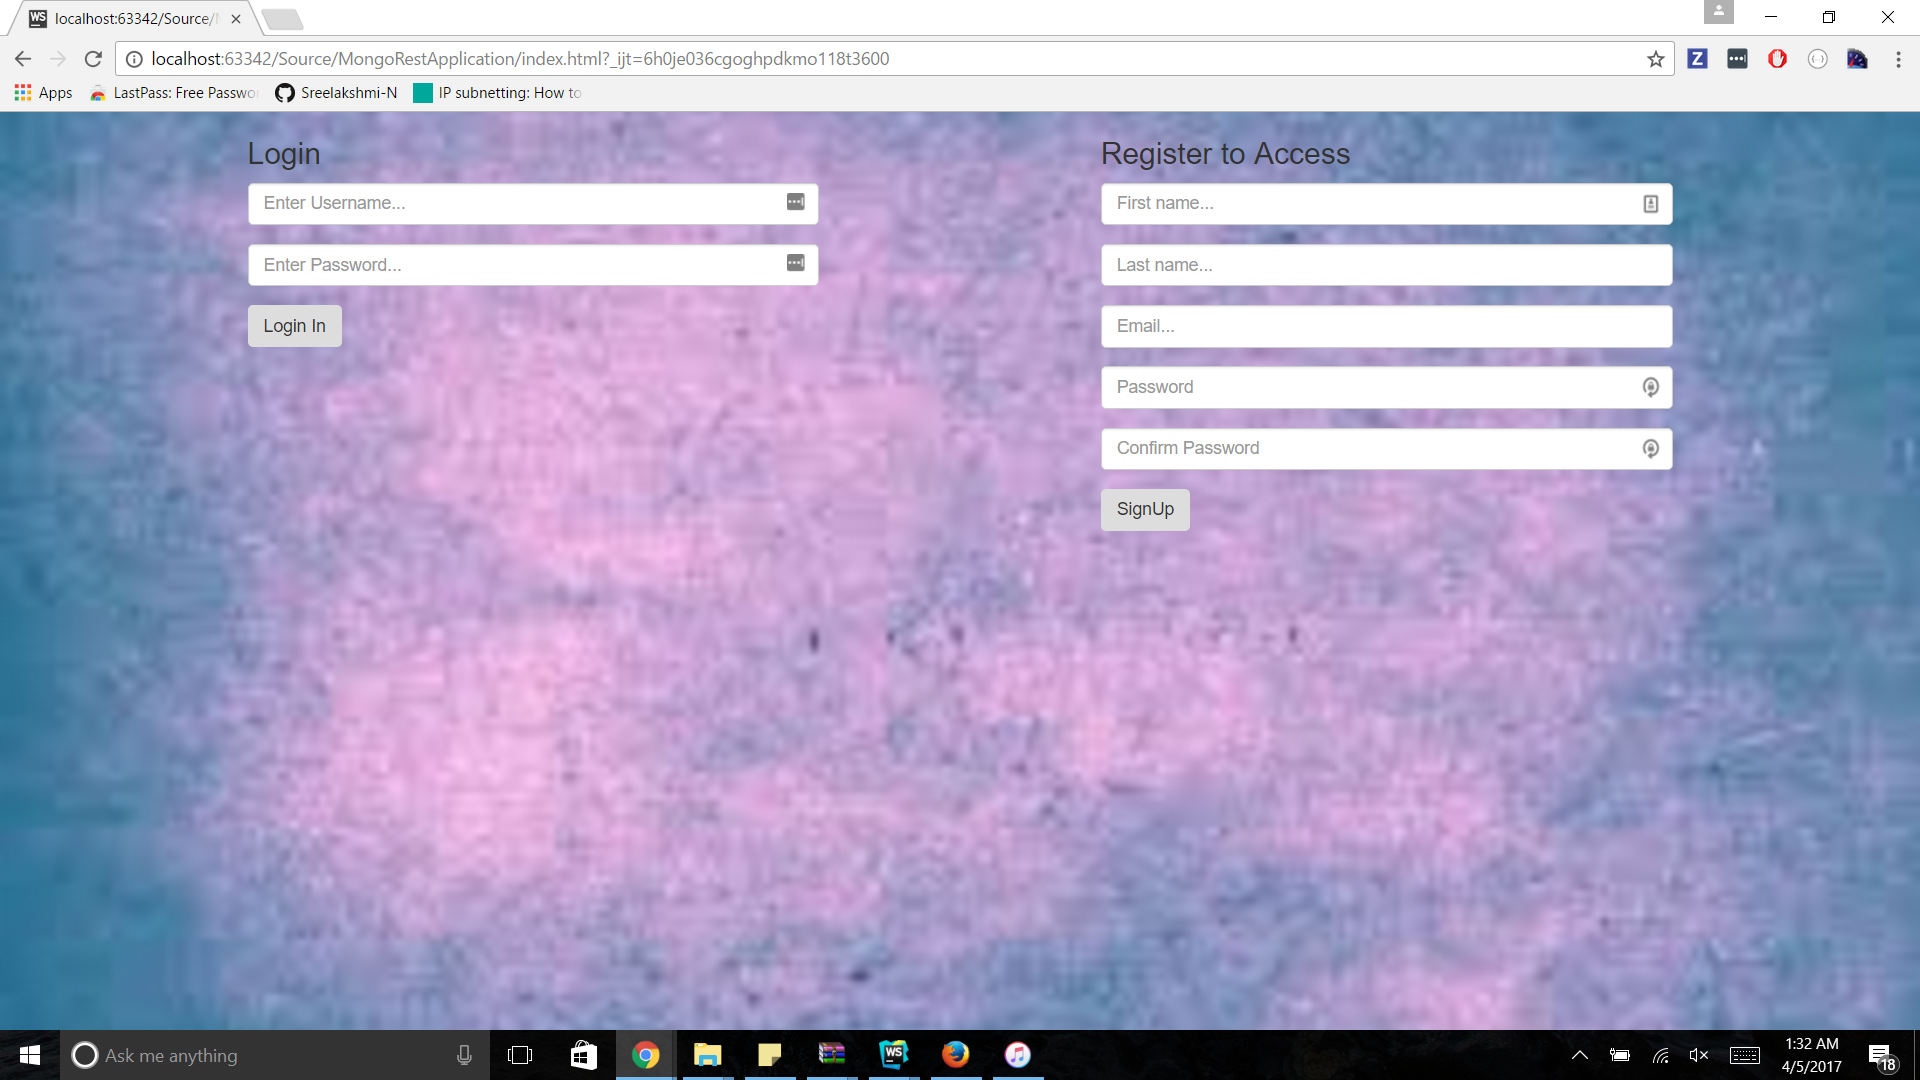 WS localhost:63342/Source/
localhost:63342/Source/MongoRestApplication/index.html?_ijt=6h0je036cgoghpdkmo118t3600
Z
Apps LastPass: Free Passwo Sreelakshmi-N IP subnetting: How to
Login
Enter Username...
Enter Password...
Login In
Register to Access
First name...
Last name...
Email...
Password
Confirm Password
SignUp
Ask me anything
WS
1:32 AM
4/5/2017
18